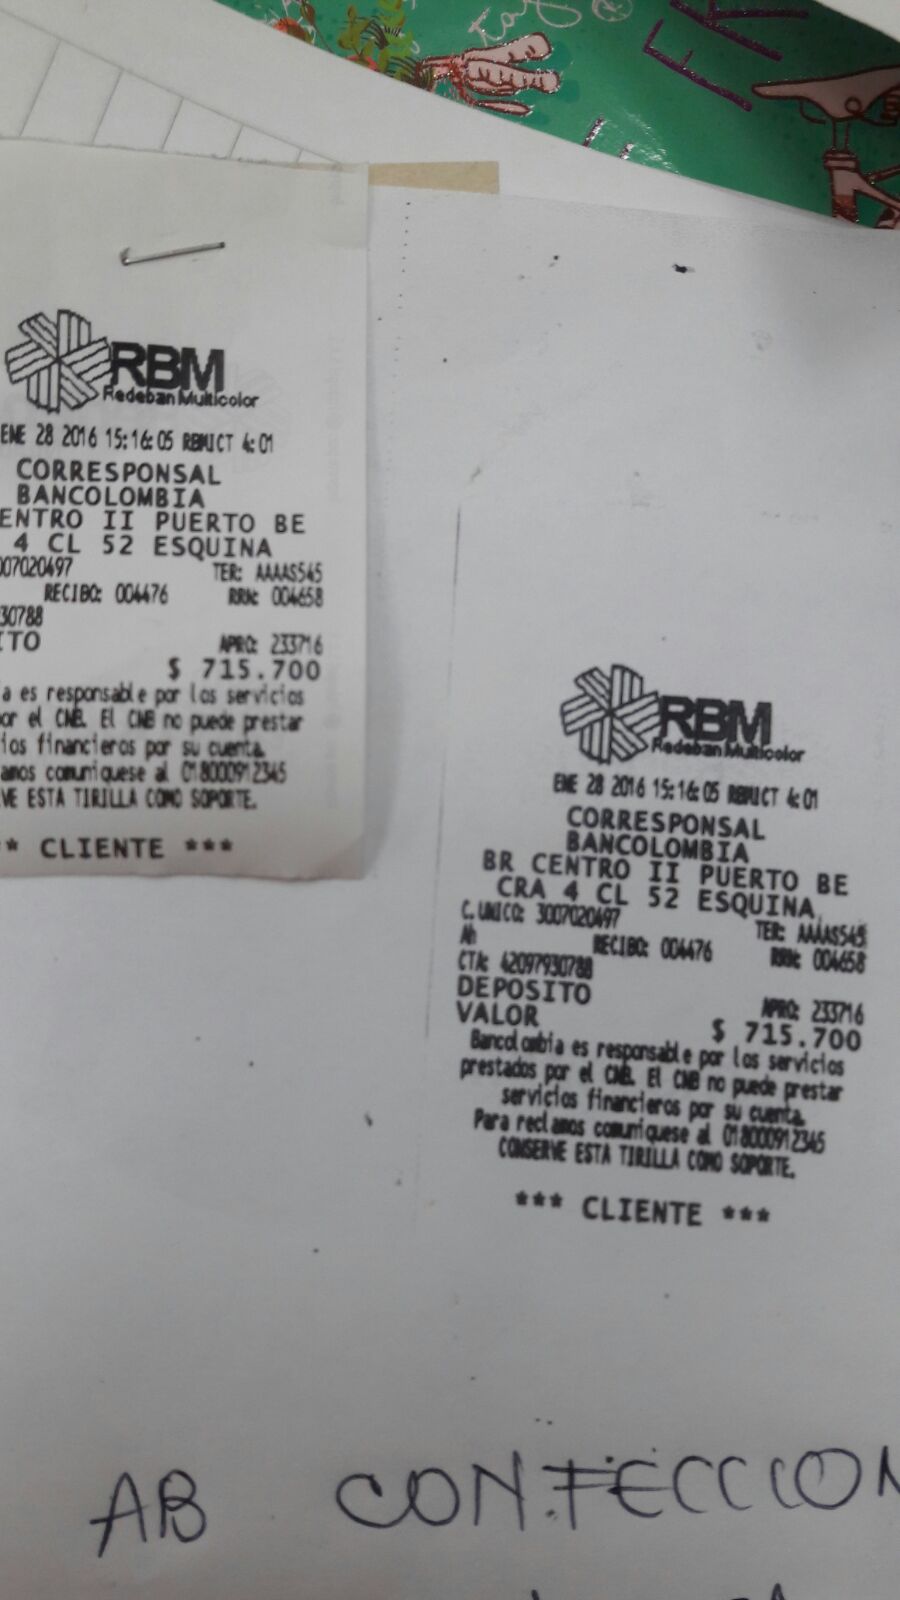 RBM
Redeban Multicolor
ENE 28 2016 15:16:05 RBMICT 4:01
CORRESPONSAL
BANCOLOMBIA
ENTRO II PUERTO BE
4 CL 52 ESQUINA
007020497 TER: AAAAS545
RECIBO: 004476 RRN: 004658
30788
ITO APRO: 233716
$ 715.700
a es responsable por los servicios
or el CNB. El CNB no puede prestar
ios financieros por su cuenta.
amos comuniquese al 018000912345
VE ESTA TIRILLA COMO SOPORTE.
** CLIENTE ***
RBM
Redeban Multicolor
ENE 28 2016 15:16:05 RBMICT 4:01
CORRESPONSAL
BANCOLOMBIA
BR CENTRO II PUERTO BE
CRA 4 CL 52 ESQUINA
C. UNICO: 3007020497 TER: AAAAS545
Ah RECIBO: 004476 RRN: 004658
CTA: 42097930788
DEPOSITO APRO: 233716
VALOR $ 715.700
Bancolombia es responsable por los servicios
prestados por el CNB. El CNB no puede prestar
servicios financieros por su cuenta.
Para reclamos comuniquese al 018000912345
CONSERVE ESTA TIRILLA COMO SOPORTE.
*** CLIENTE ***
AB CONFECCION